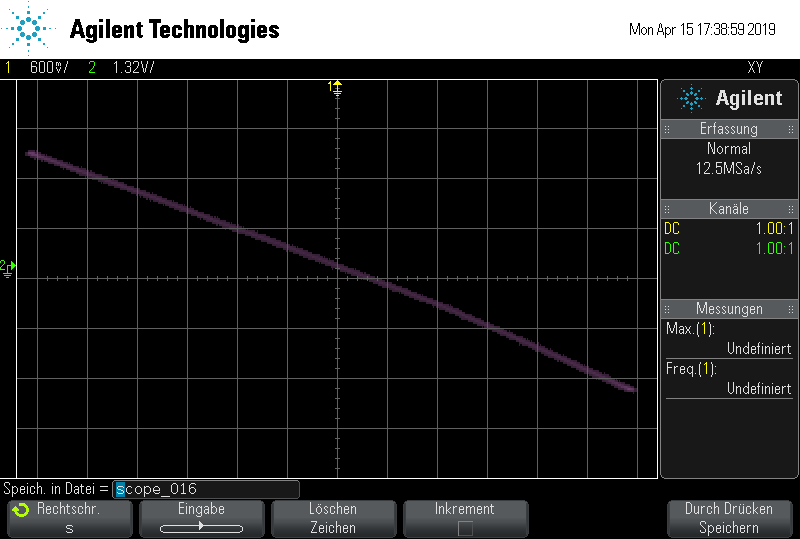 Agilent Technologies
Mon Apr 15 17:38:59 2019
1 600mV/ 2 1.32V/ XY
1
Agilent
Erfassung
Normal
12.5MSa/s
Kanäle
DC 1.00:1
DC 1.00:1
2
Messungen
Max.(1):
Undefiniert
Freq.(1):
Undefiniert
Speich. in Datei = scope_016
Rechtschr.
s
Eingabe
Löschen
Zeichen
Inkrement
Durch Drücken
Speichern